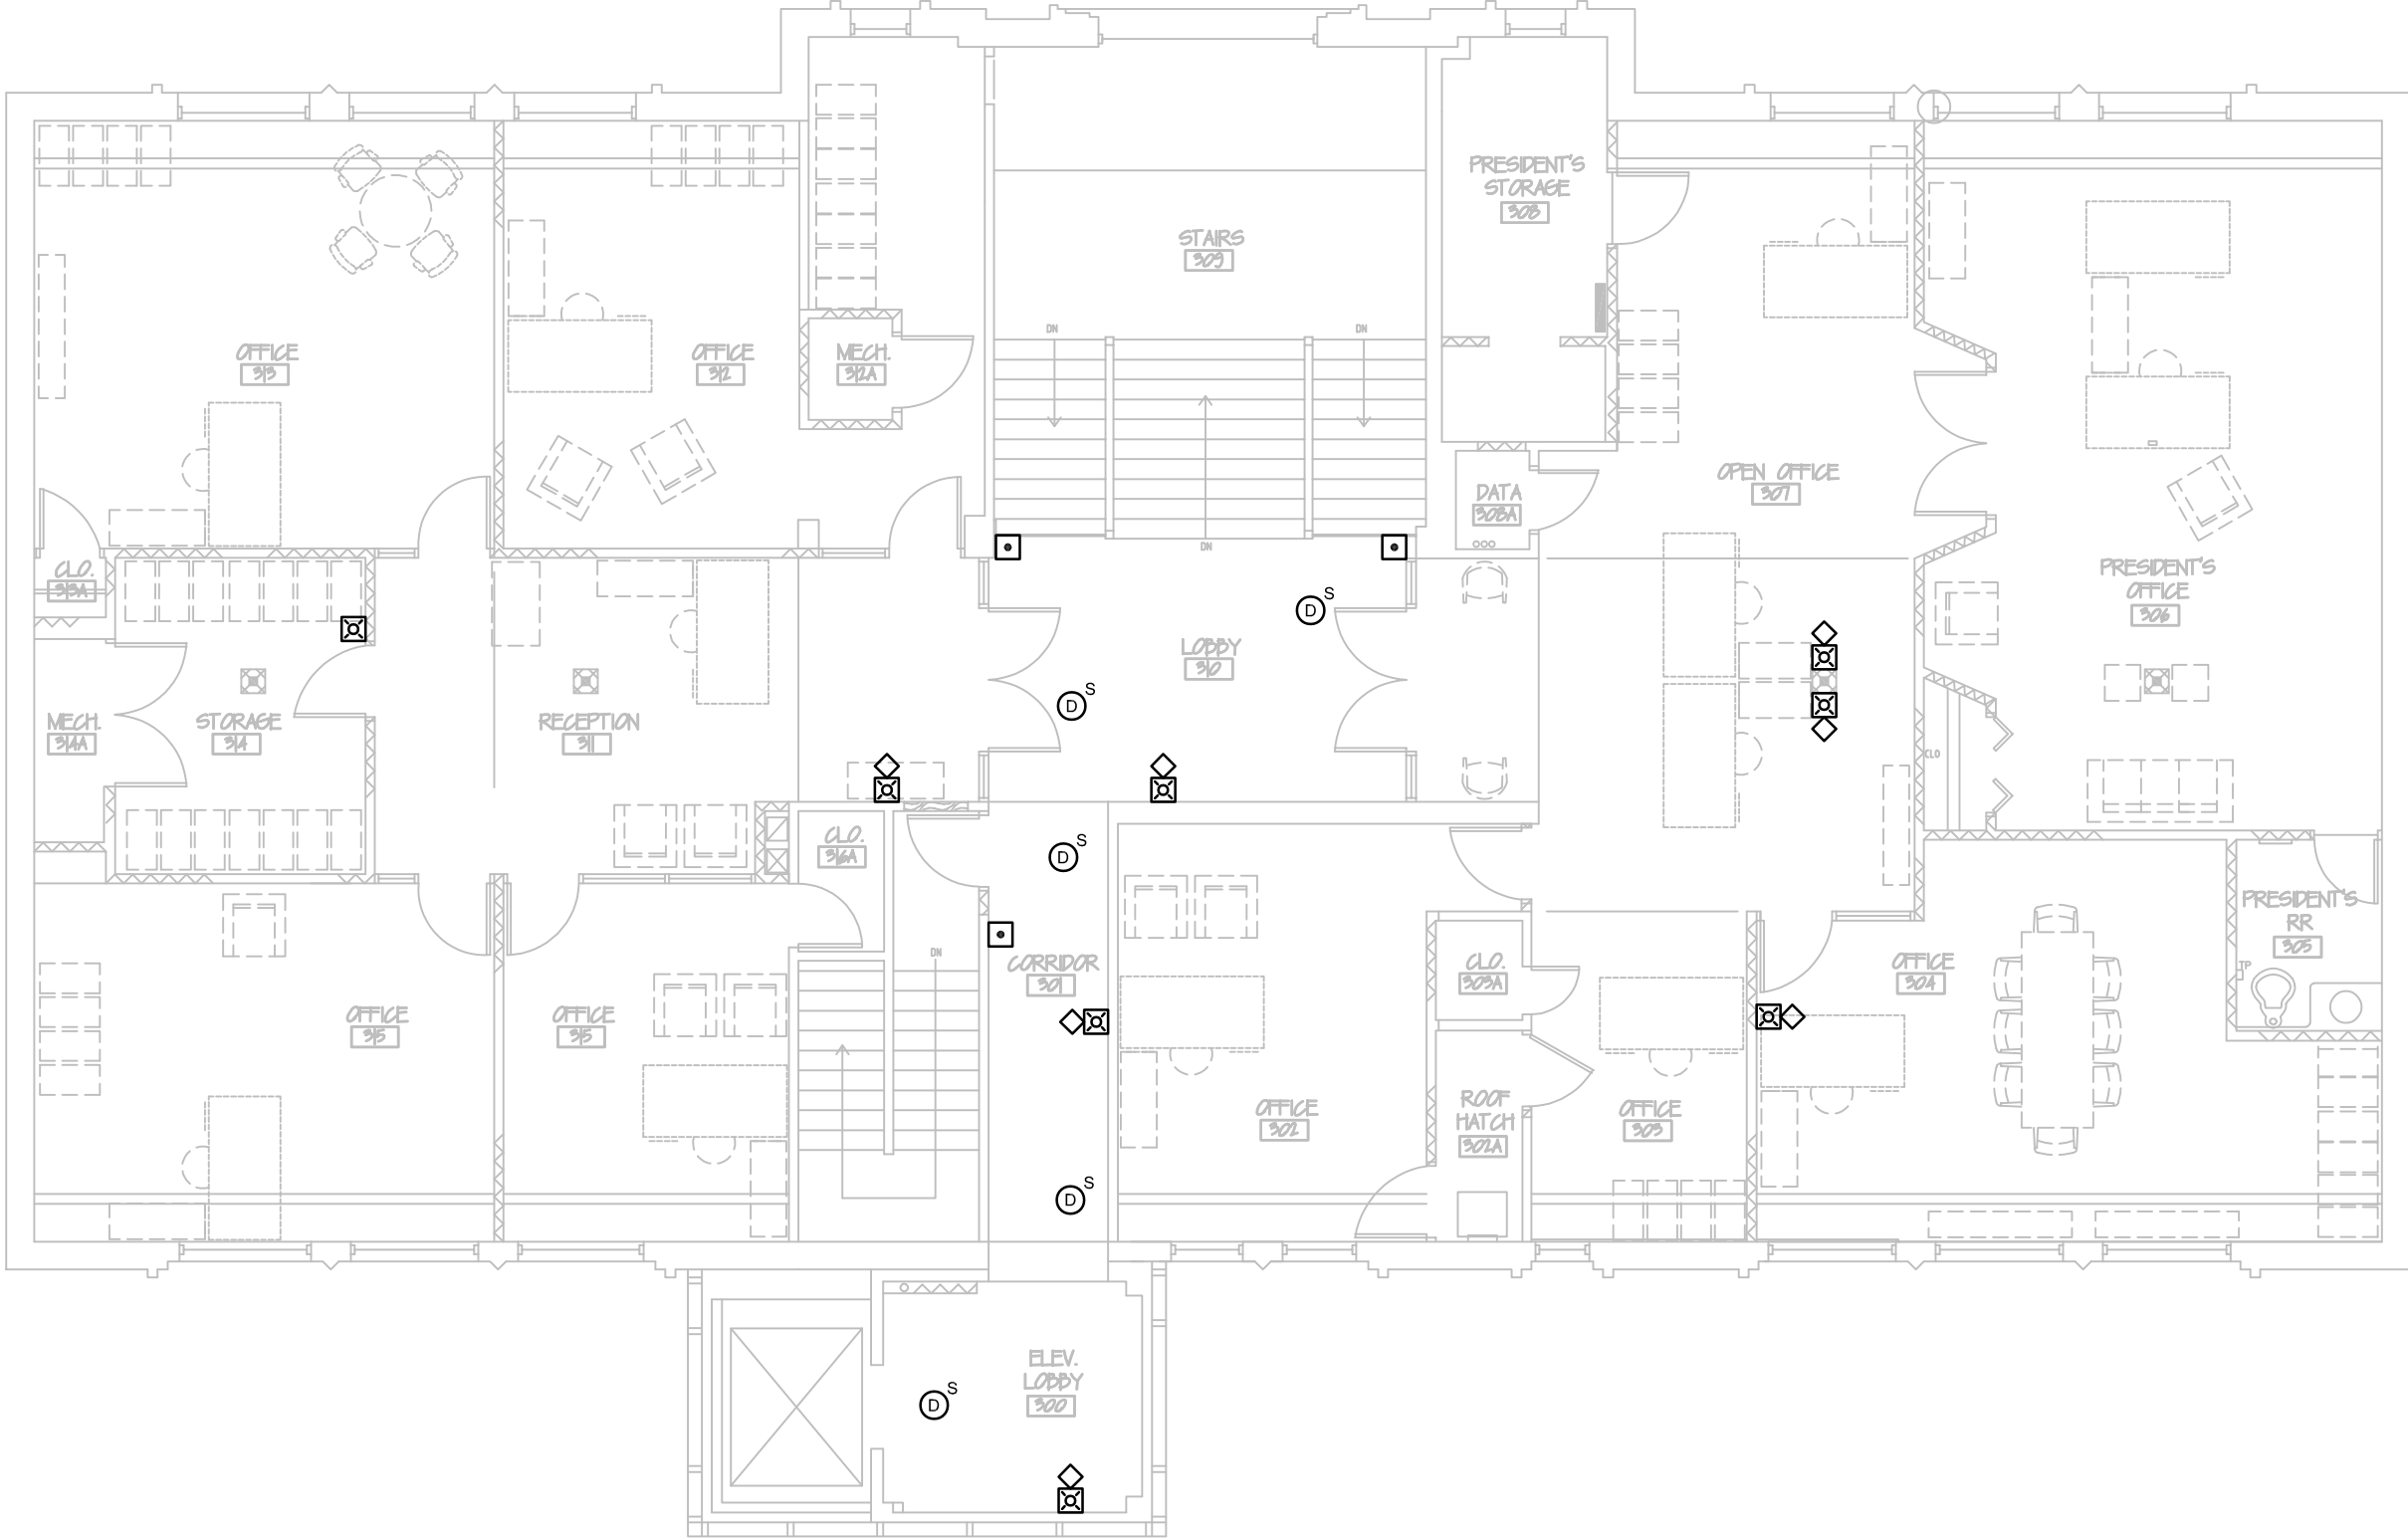 PRESIDENT'S
STORAGE
308
STAIRS
309
DN
DN
OFFICE
313
OFFICE
312
MECH.
312A
OPEN OFFICE
307
DATA
308A
DN
CLO.
313A
PRESIDENT'S
OFFICE
306
D S
LOBBY
310
D S
MECH.
314A
STORAGE
314
RECEPTION
311
CLO
CLO.
316A
D S
PRESIDENT'S
RR
305
DN
CORRIDOR
301
CLO.
303A
OFFICE
304
TP
OFFICE
315
OFFICE
315
ROOF
HATCH
302A
OFFICE
302
OFFICE
303
D S
ELEV.
LOBBY
300
D S